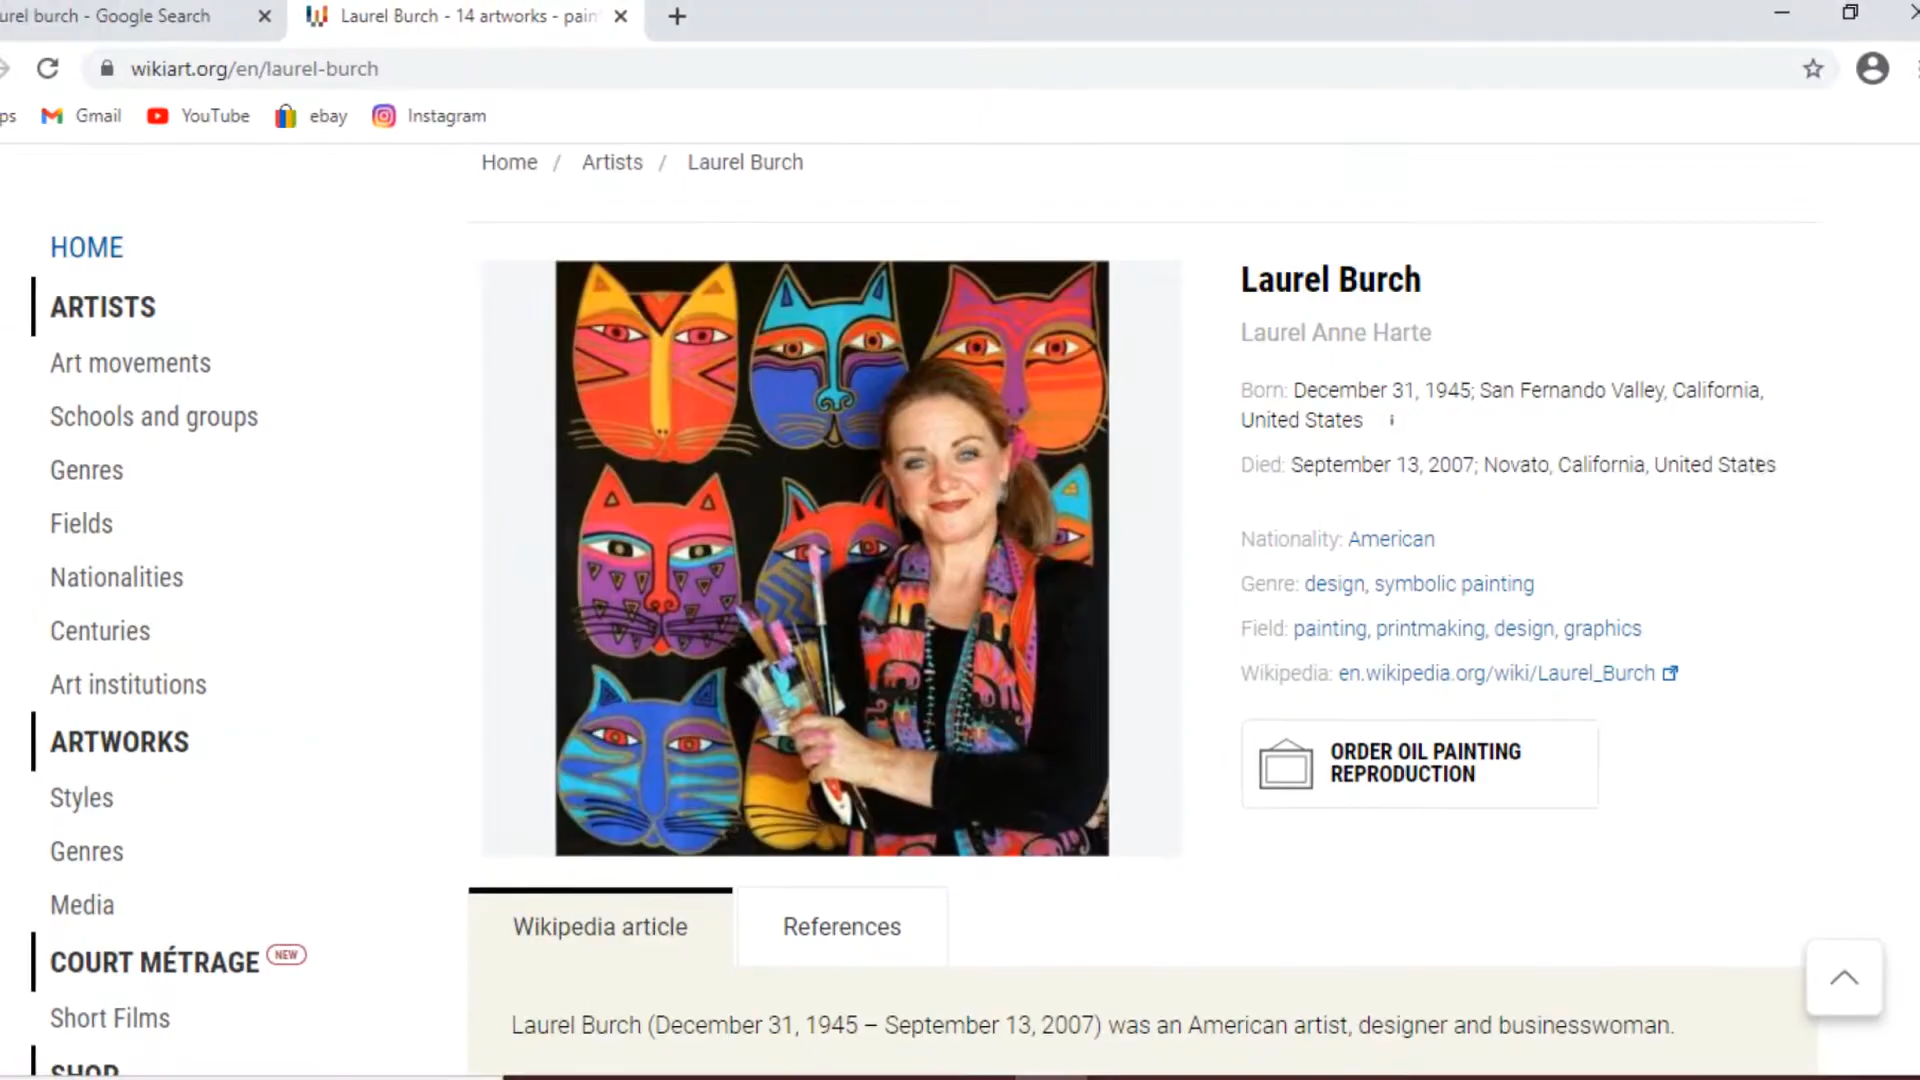 urel burch - Google Search
Laurel Burch - 14 artworks - pain
wikiart.org/en/laurel-burch
ps
Gmail
YouTube
ebay
Instagram
Home / Artists / Laurel Burch
HOME
ARTISTS
Art movements
Schools and groups
Genres
Fields
Nationalities
Centuries
Art institutions
ARTWORKS
Styles
Genres
Media
COURT MÉTRAGE NEW
Short Films
SHOP
Laurel Burch
Laurel Anne Harte
Born: December 31, 1945; San Fernando Valley, California,
United States
Died: September 13, 2007; Novato, California, United States
Nationality: American
Genre: design, symbolic painting
Field: painting, printmaking, design, graphics
Wikipedia: en.wikipedia.org/wiki/Laurel_Burch
ORDER OIL PAINTING
REPRODUCTION
Wikipedia article
References
Laurel Burch (December 31, 1945 – September 13, 2007) was an American artist, designer and businesswoman.